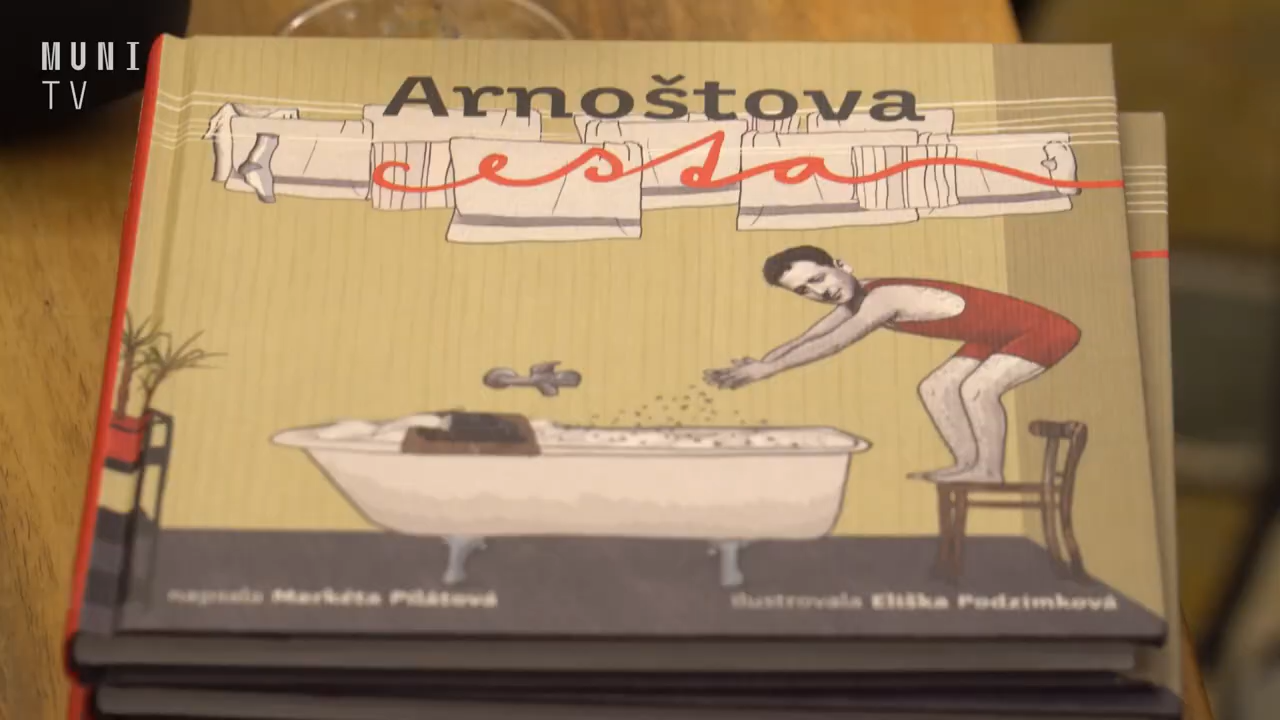 MUNI
TV
Arnoštova
cesta
napsala Markéta Pilátová
ilustrovala Eliška Podzimková